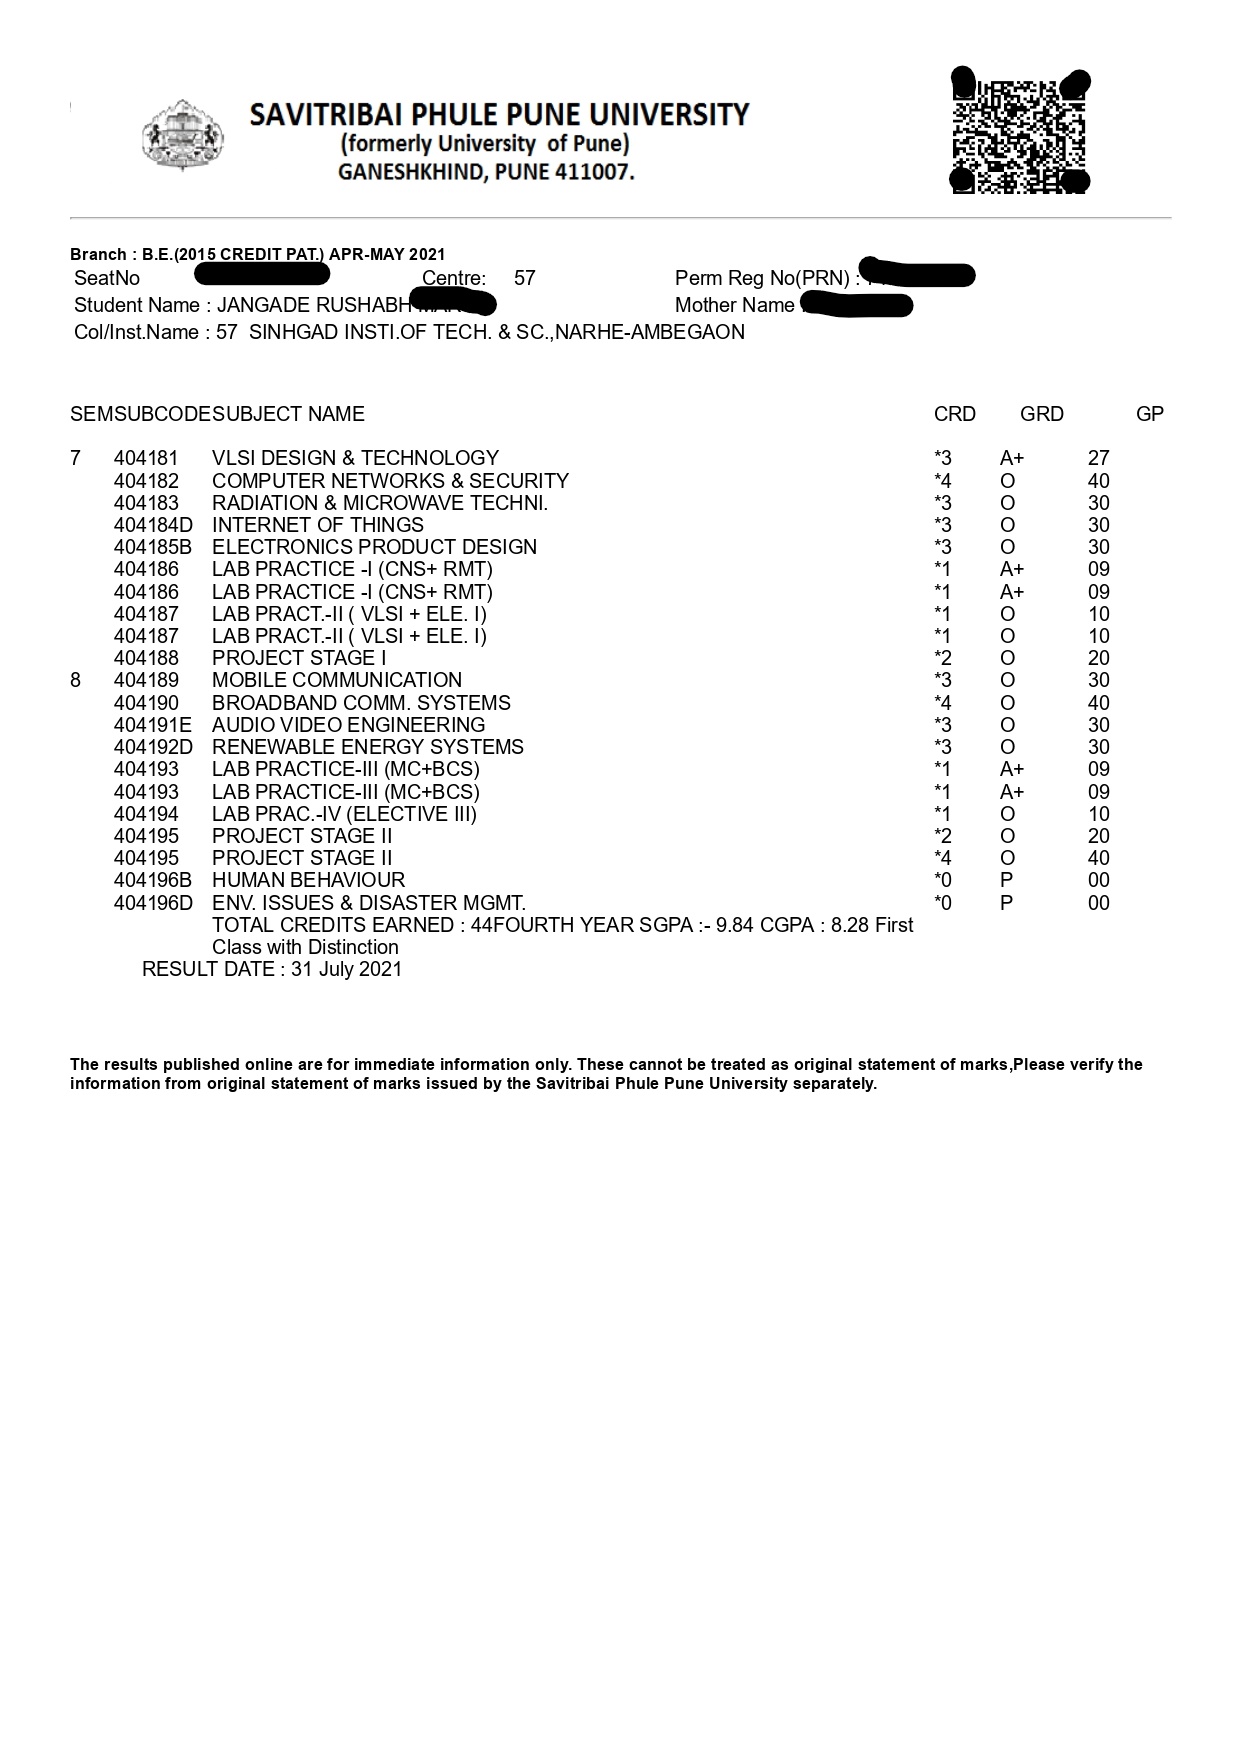 SAVITRIBAI PHULE PUNE UNIVERSITY
(formerly University of Pune)
GANESHKHIND, PUNE 411007.
Branch : B.E.(2015 CREDIT PAT.) APR-MAY 2021
SeatNo Centre: 57 Perm Reg No(PRN) :
Student Name : JANGADE RUSHABH Mother Name
Col/Inst.Name : 57 SINHGAD INSTI.OF TECH. & SC.,NARHE-AMBEGAON
SEMSUBCODESUBJECT NAME CRD GRD GP
7 404181 VLSI DESIGN & TECHNOLOGY *3 A+ 27
404182 COMPUTER NETWORKS & SECURITY *4 O 40
404183 RADIATION & MICROWAVE TECHNI. *3 O 30
404184D INTERNET OF THINGS *3 O 30
404185B ELECTRONICS PRODUCT DESIGN *3 O 30
404186 LAB PRACTICE -I (CNS+ RMT) *1 A+ 09
404186 LAB PRACTICE -I (CNS+ RMT) *1 A+ 09
404187 LAB PRACT.-II ( VLSI + ELE. I) *1 O 10
404187 LAB PRACT.-II ( VLSI + ELE. I) *1 O 10
404188 PROJECT STAGE I *2 O 20
8 404189 MOBILE COMMUNICATION *3 O 30
404190 BROADBAND COMM. SYSTEMS *4 O 40
404191E AUDIO VIDEO ENGINEERING *3 O 30
404192D RENEWABLE ENERGY SYSTEMS *3 O 30
404193 LAB PRACTICE-III (MC+BCS) *1 A+ 09
404193 LAB PRACTICE-III (MC+BCS) *1 A+ 09
404194 LAB PRAC.-IV (ELECTIVE III) *1 O 10
404195 PROJECT STAGE II *2 O 20
404195 PROJECT STAGE II *4 O 40
404196B HUMAN BEHAVIOUR *0 P 00
404196D ENV. ISSUES & DISASTER MGMT. *0 P 00
TOTAL CREDITS EARNED : 44FOURTH YEAR SGPA :- 9.84 CGPA : 8.28 First
Class with Distinction
RESULT DATE : 31 July 2021
The results published online are for immediate information only. These cannot be treated as original statement of marks,Please verify the
information from original statement of marks issued by the Savitribai Phule Pune University separately.